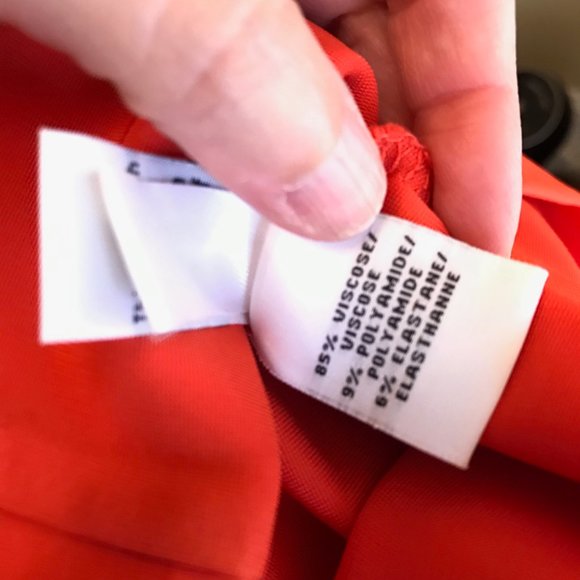 85% VISCOSE/
VISCOSE
9% POLYAMIDE/
POLYAMIDE
6% ELASTANE/
ELASTHANNE